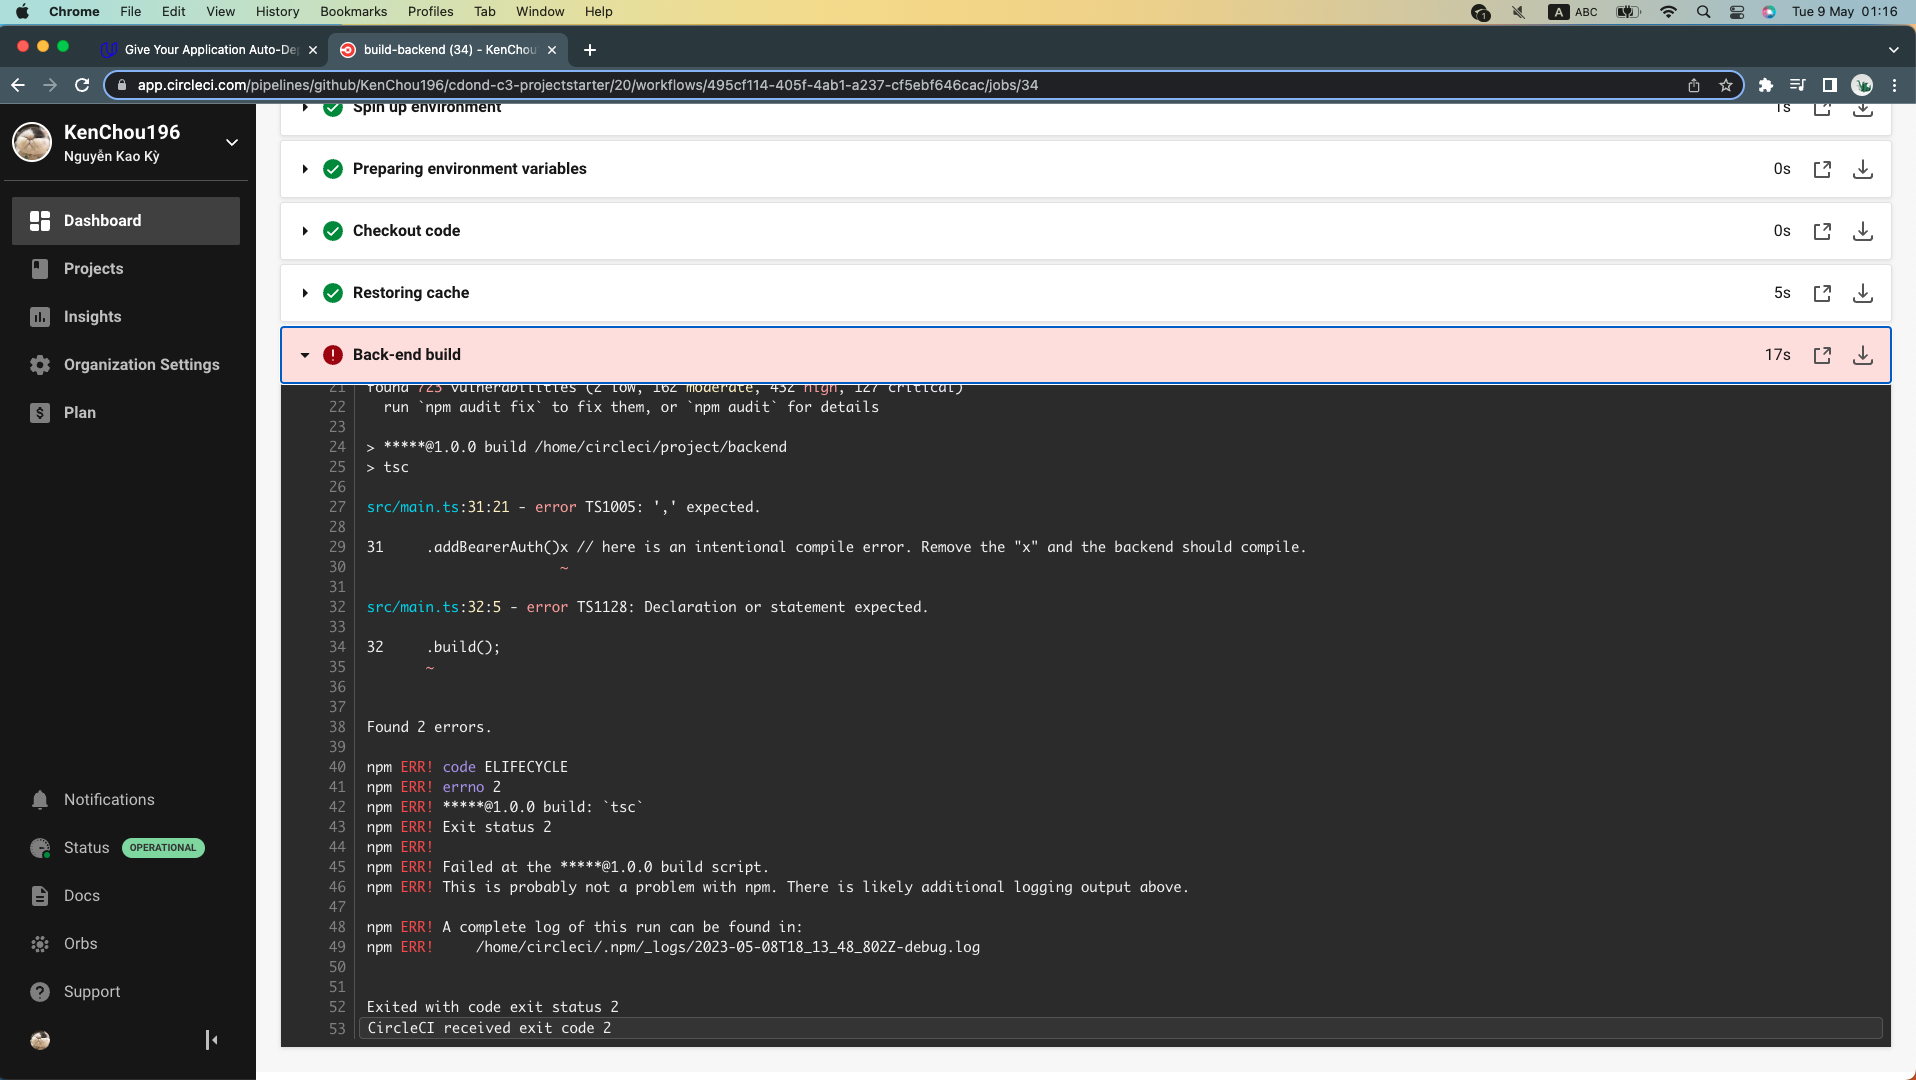 Chrome File Edit View History Bookmarks Profiles Tab Window Help A ABC Tue 9 May 01:16
Give Your Application Auto-De
build-backend (34) - KenChou
app.circleci.com/pipelines/github/KenChou196/cdond-c3-projectstarter/20/workflows/495cf114-405f-4ab1-a237-cf5ebf646cac/jobs/34
KenChou196
Nguyễn Kao Kỳ
Dashboard
Projects
Insights
Organization Settings
Plan
Notifications
Status OPERATIONAL
Docs
Orbs
Support
Spin up environment 1s
Preparing environment variables 0s
Checkout code 0s
Restoring cache 5s
Back-end build 17s
21 found 723 vulnerabilities (2 low, 162 moderate, 432 high, 127 critical)
22 run `npm audit fix` to fix them, or `npm audit` for details
23
24 > *****@1.0.0 build /home/circleci/project/backend
25 > tsc
26
27 src/main.ts:31:21 - error TS1005: ',' expected.
28
29 31 .addBearerAuth()x // here is an intentional compile error. Remove the "x" and the backend should compile.
30 ~
31
32 src/main.ts:32:5 - error TS1128: Declaration or statement expected.
33
34 32 .build();
35 ~
36
37
38 Found 2 errors.
39
40 npm ERR! code ELIFECYCLE
41 npm ERR! errno 2
42 npm ERR! *****@1.0.0 build: `tsc`
43 npm ERR! Exit status 2
44 npm ERR!
45 npm ERR! Failed at the *****@1.0.0 build script.
46 npm ERR! This is probably not a problem with npm. There is likely additional logging output above.
47
48 npm ERR! A complete log of this run can be found in:
49 npm ERR! /home/circleci/.npm/_logs/2023-05-08T18_13_48_802Z-debug.log
50
51
52 Exited with code exit status 2
53 CircleCI received exit code 2